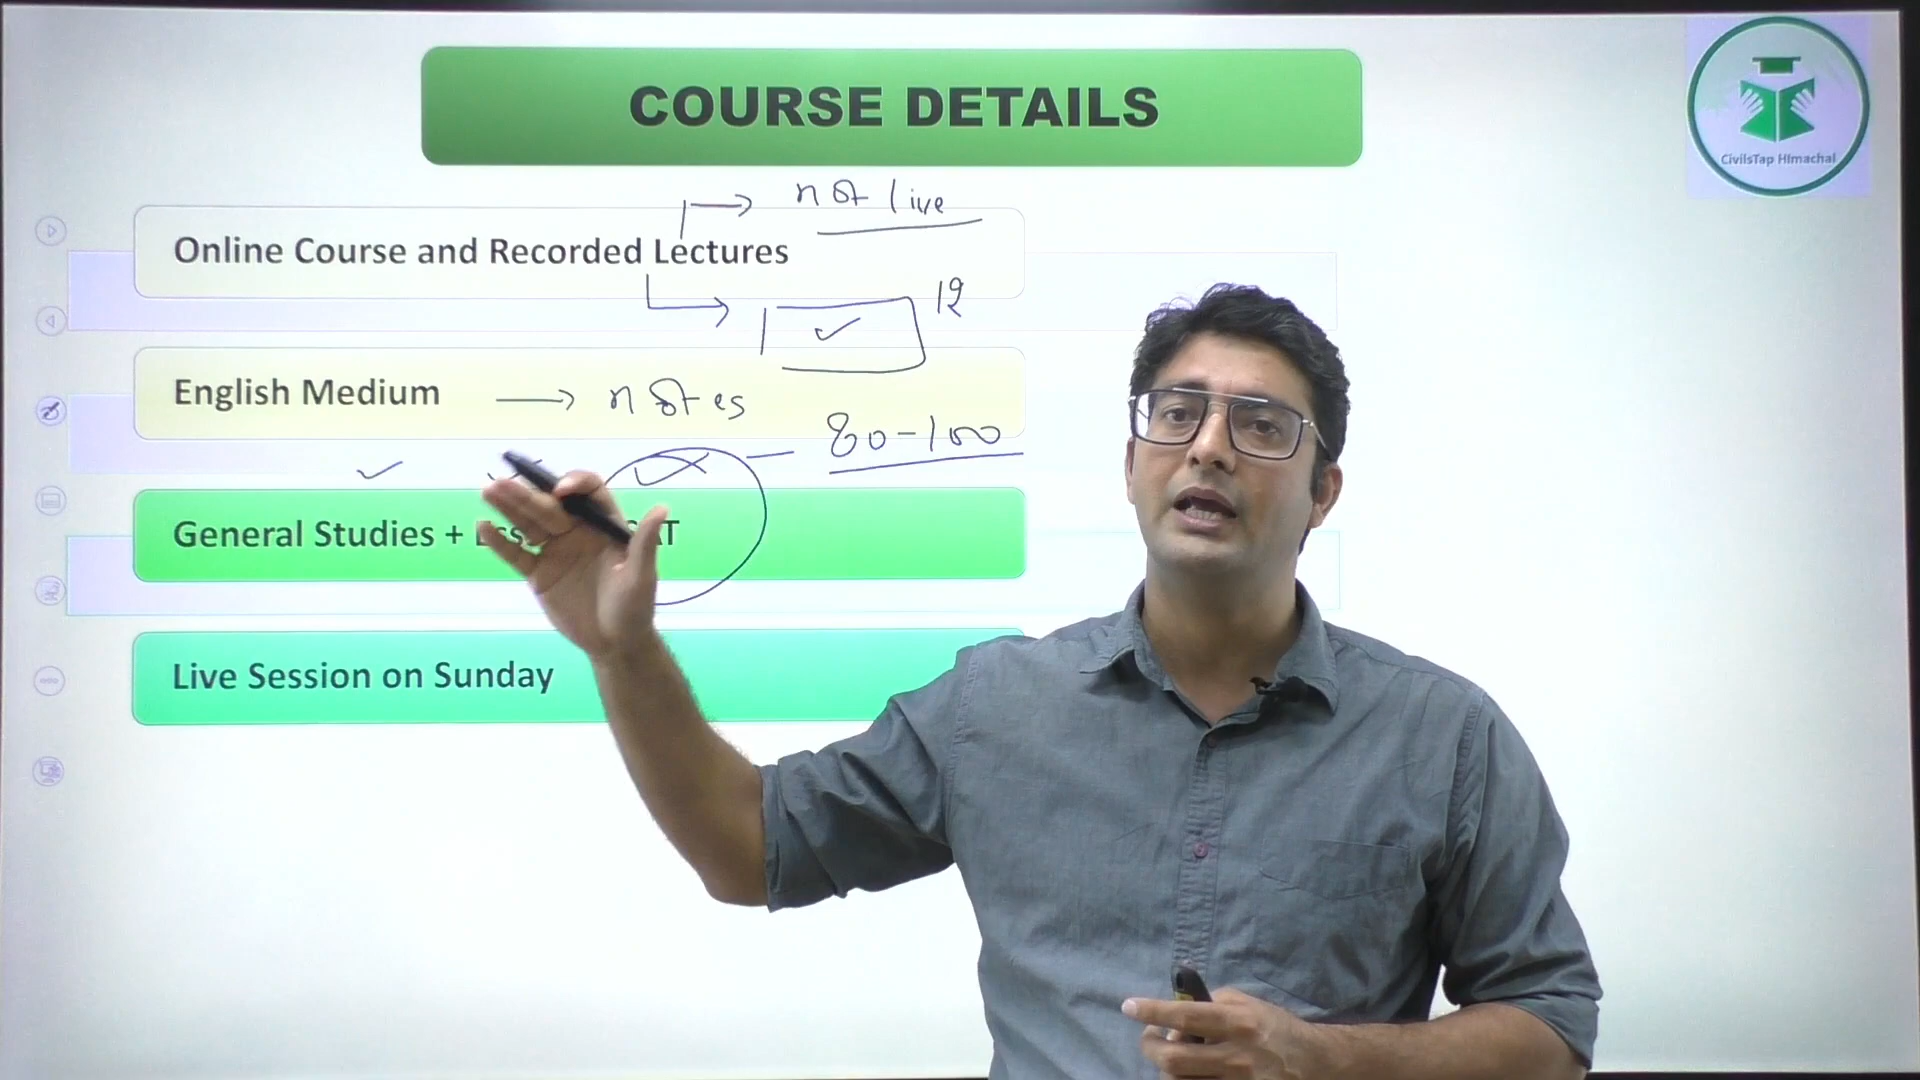 COURSE DETAILS
CivilsTap Himachal
not live
Online Course and Recorded Lectures
12
English Medium
notes
80-100
General Studies +
Live Session on Sunday